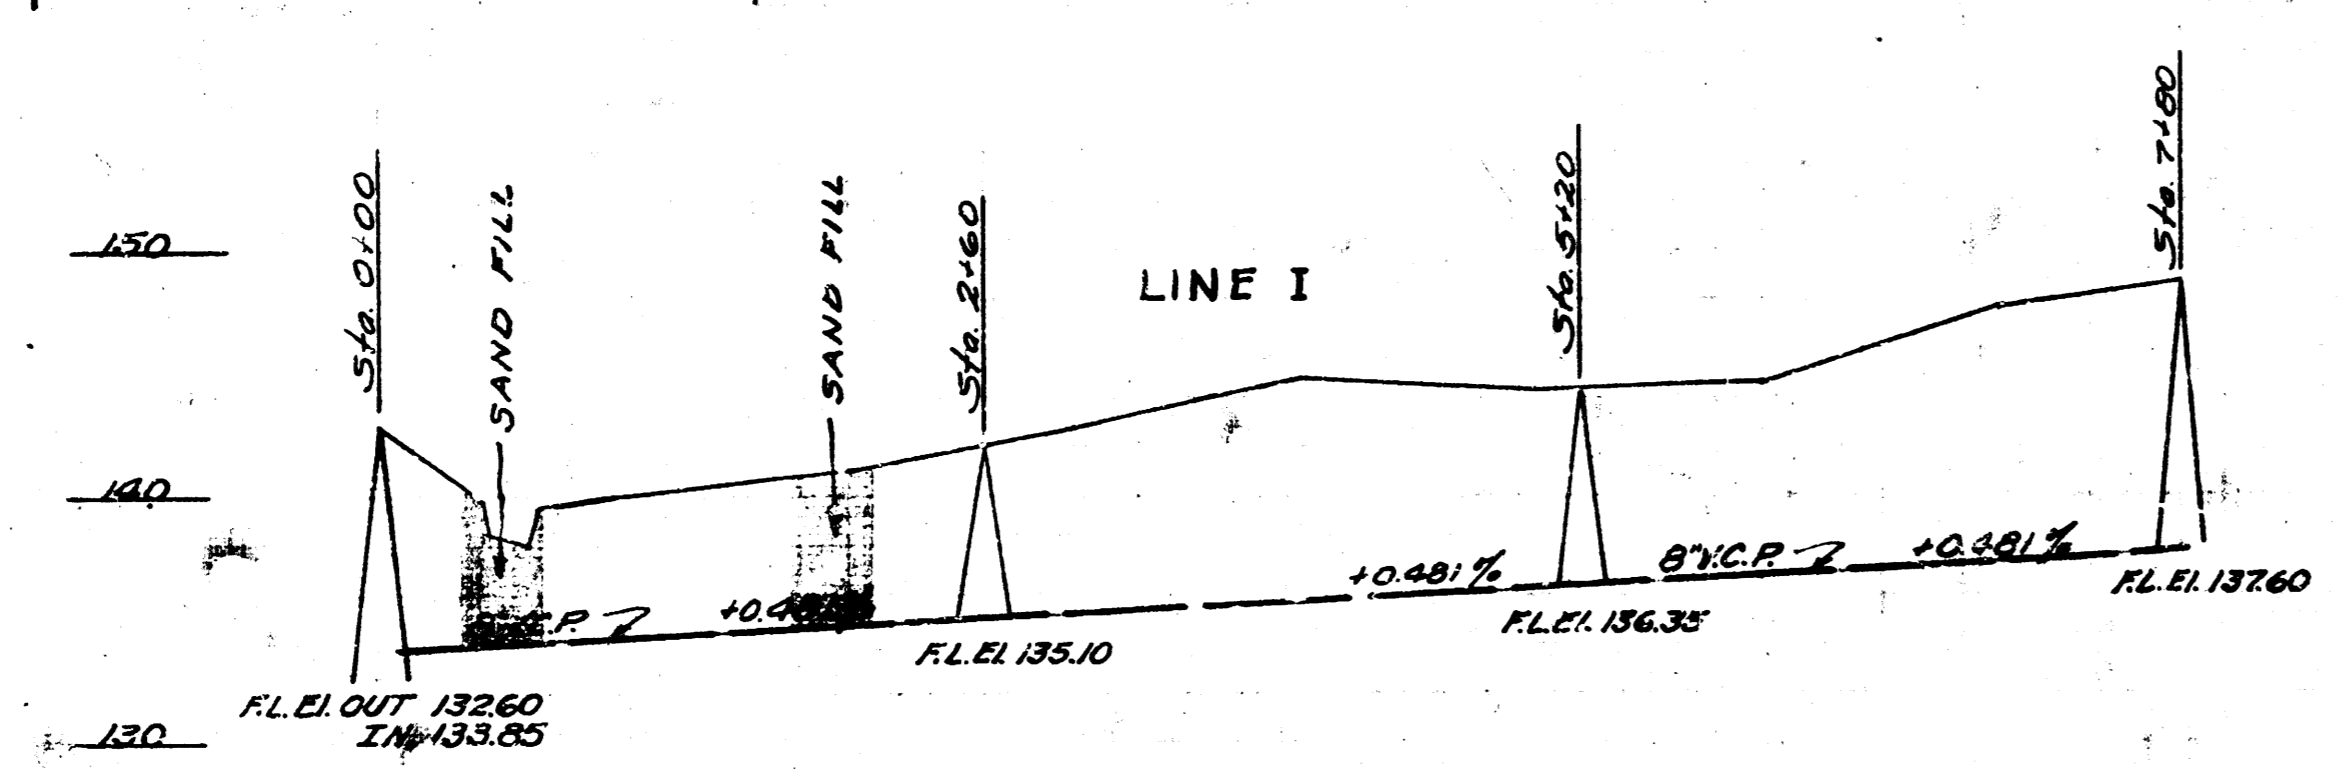 Sta. 7+80
Sta. 5+20
Sta. 0+00
SAND FILL
SAND FILL
Sta. 2+60
150
LINE I
140
+0.481%
8"V.C.P.
+0.481%
F.L.El. 137.60
C.P.
F.L.El. 136.35
F.L.El. 135.10
F.L.El. OUT 132.60
IN 133.85
130